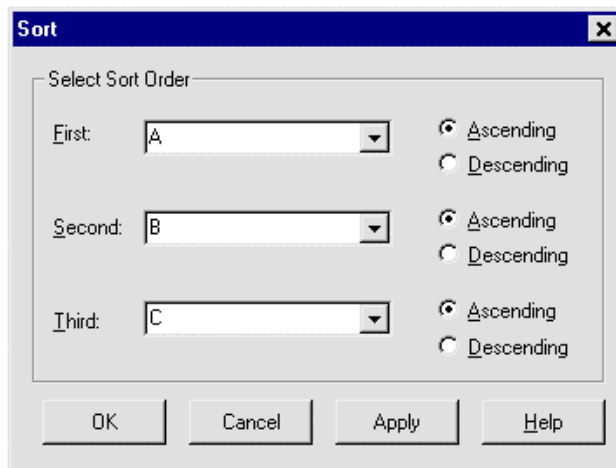 Sort
Select Sort Order
First: A Ascending
Descending
Second: B Ascending
Descending
Third: C Ascending
Descending
OK Cancel Apply Help